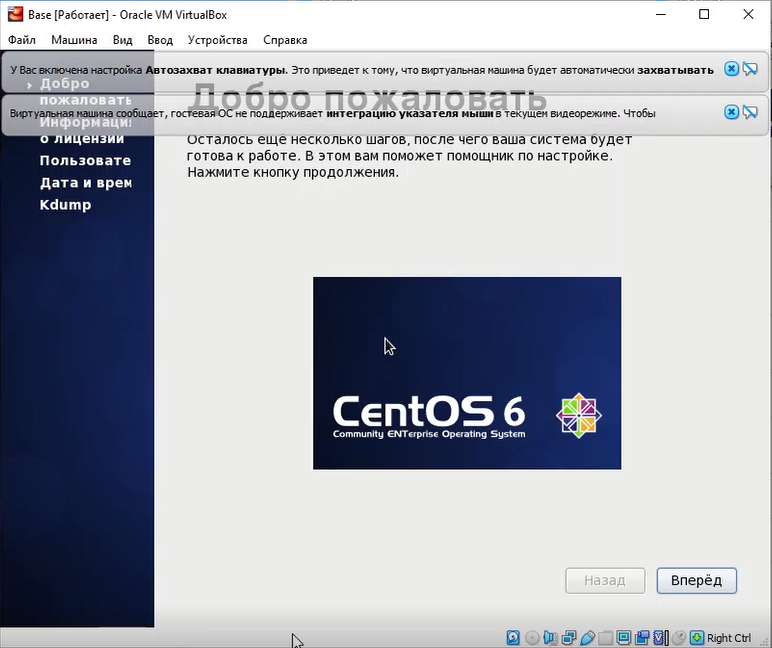 Base [Работает] - Oracle VM VirtualBox
Файл Машина Вид Ввод Устройства Справка
У Вас включена настройка Автозахват клавиатуры. Это приведет к тому, что виртуальная машина будет автоматически захватывать
Виртуальная машина сообщает, гостевая ОС не поддерживает интеграцию указателя мыши в текущем видеорежиме. Чтобы
Добро
пожаловать
Информаци
о лицензии
Пользовате
Дата и врем
Kdump
Добро пожаловать
Осталось еще несколько шагов, после чего ваша система будет
готова к работе. В этом вам поможет помощник по настройке.
Нажмите кнопку продолжения.
CentOS 6
Community ENTerprise Operating System
Назад Вперёд
Right Ctrl